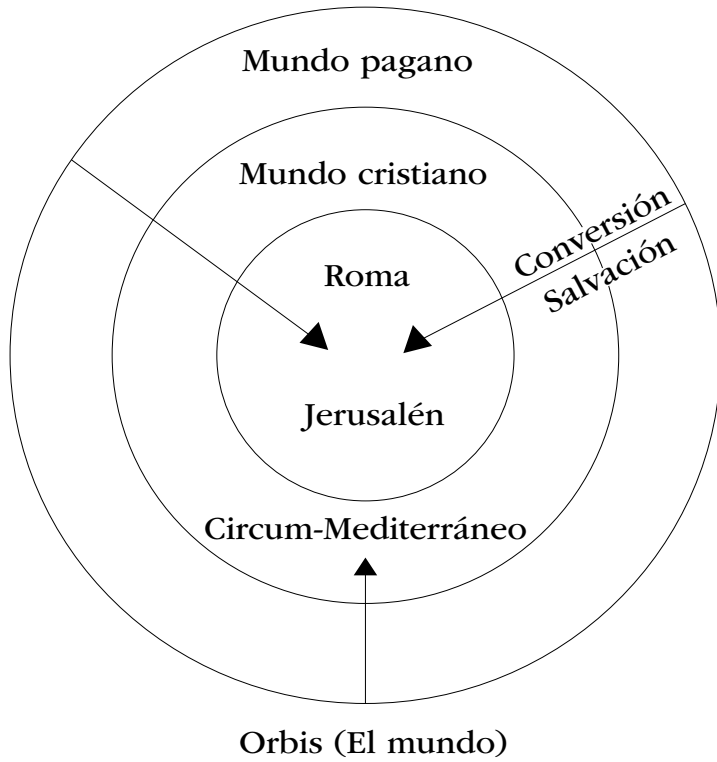 Mundo pagano
Mundo cristiano
Conversión
Salvación
Roma
Jerusalén
Circum-Mediterráneo
Orbis (El mundo)